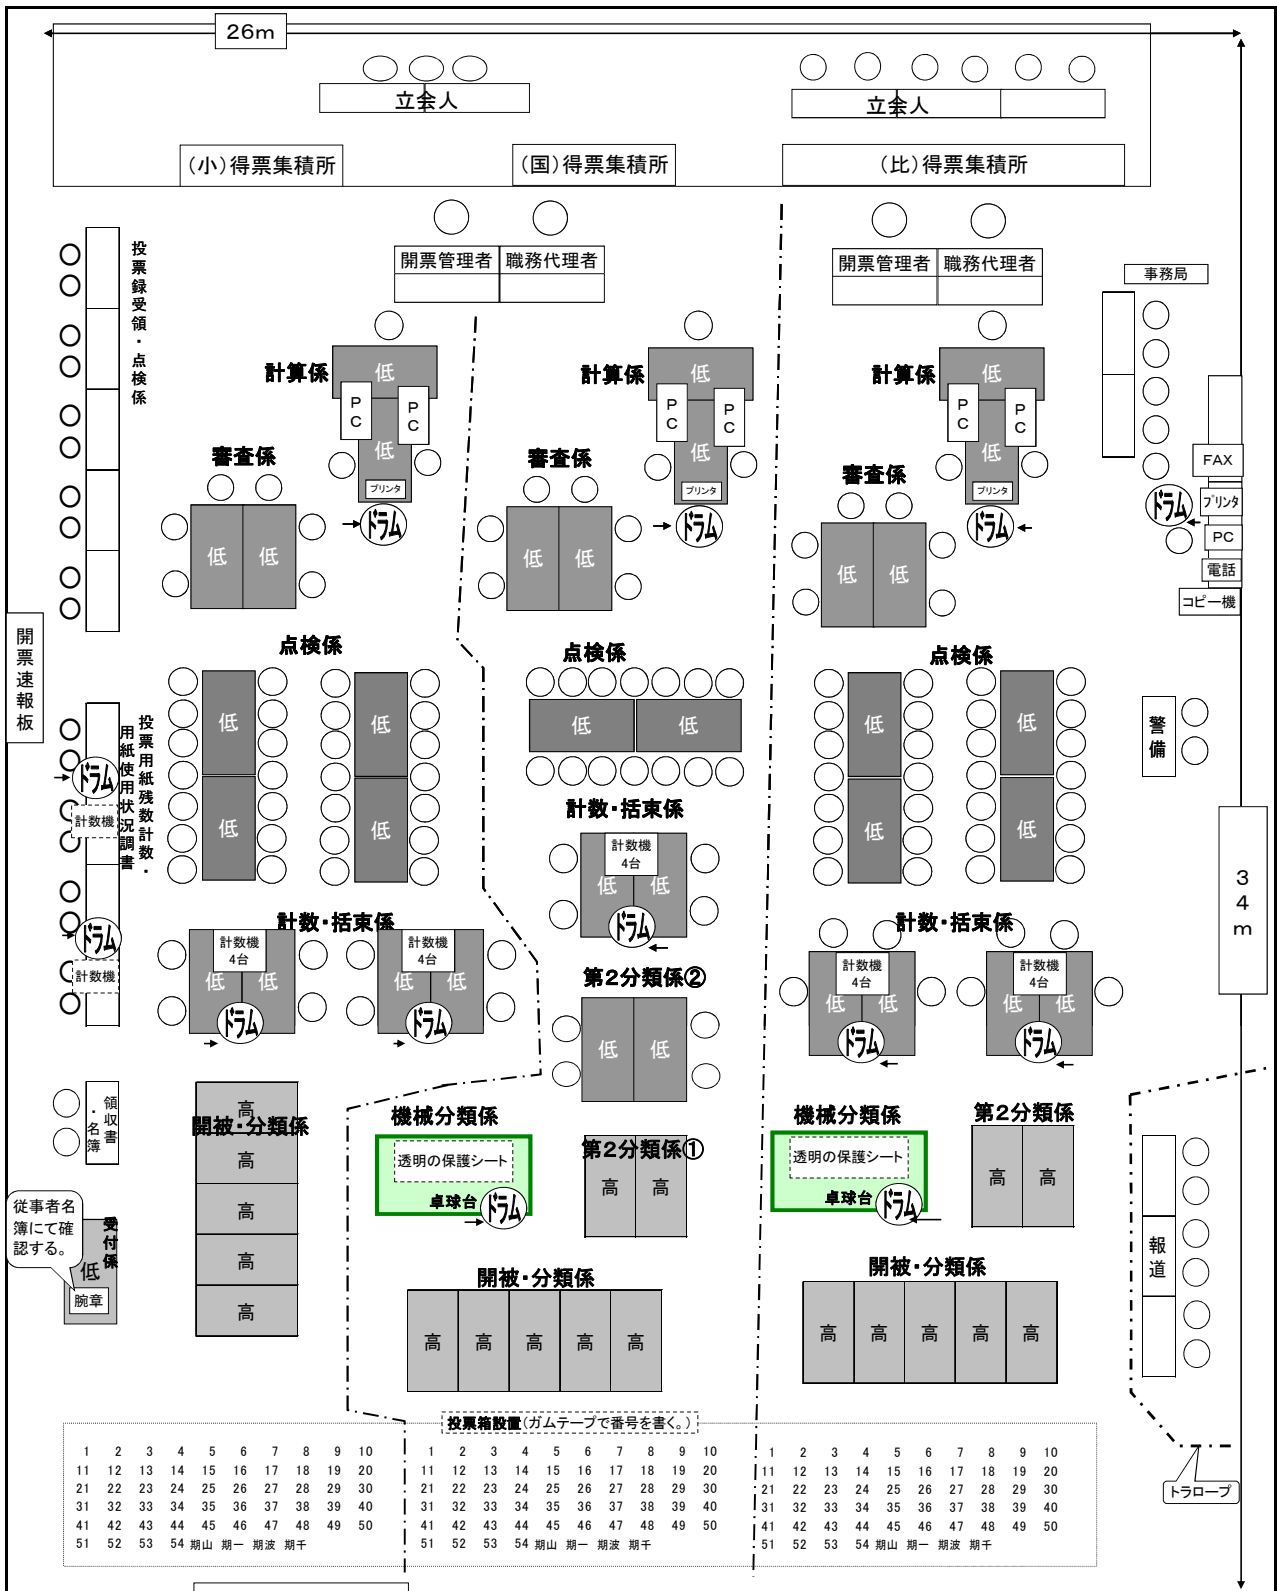 26m
立会人
立会人
(小)得票集積所
(国)得票集積所
(比)得票集積所
開票管理者
職務代理者
開票管理者
職務代理者
事務局
投票録受領・点検係
計算係
低
PC
PC
低
プリンタ
ドラム
計算係
低
PC
PC
低
プリンタ
ドラム
計算係
低
PC
PC
低
プリンタ
ドラム
FAX
プリンタ
ドラム
PC
電話
コピー機
審査係
低
低
審査係
低
低
審査係
低
低
開票速報板
点検係
低
低
低
低
点検係
低
低
点検係
低
低
低
低
警備
投票用紙残数計数・
用紙使用状況調書
ドラム
計数機
ドラム
計数機
計数・括束係
計数機
4台
低
低
ドラム
34m
計数・括束係
計数機
4台
低
低
ドラム
計数機
4台
低
低
ドラム
計数・括束係
計数機
4台
低
低
ドラム
計数機
4台
低
低
ドラム
第2分類係②
低
低
領収書
・名簿
開被・分類係
高
高
高
高
高
機械分類係
透明の保護シート
卓球台
ドラム
第2分類係①
高
高
機械分類係
透明の保護シート
卓球台
ドラム
第2分類係
高
高
従事者名
簿にて確
認する。
受付係
低
腕章
報道
開被・分類係
高 高 高 高 高
開被・分類係
高 高 高 高 高
トラロープ
投票箱設置(ガムテープで番号を書く。)
1 2 3 4 5 6 7 8 9 10
11 12 13 14 15 16 17 18 19 20
21 22 23 24 25 26 27 28 29 30
31 32 33 34 35 36 37 38 39 40
41 42 43 44 45 46 47 48 49 50
51 52 53 54 期山 期一 期波 期千
1 2 3 4 5 6 7 8 9 10
11 12 13 14 15 16 17 18 19 20
21 22 23 24 25 26 27 28 29 30
31 32 33 34 35 36 37 38 39 40
41 42 43 44 45 46 47 48 49 50
51 52 53 54 期山 期一 期波 期千
1 2 3 4 5 6 7 8 9 10
11 12 13 14 15 16 17 18 19 20
21 22 23 24 25 26 27 28 29 30
31 32 33 34 35 36 37 38 39 40
41 42 43 44 45 46 47 48 49 50
51 52 53 54 期山 期一 期波 期千